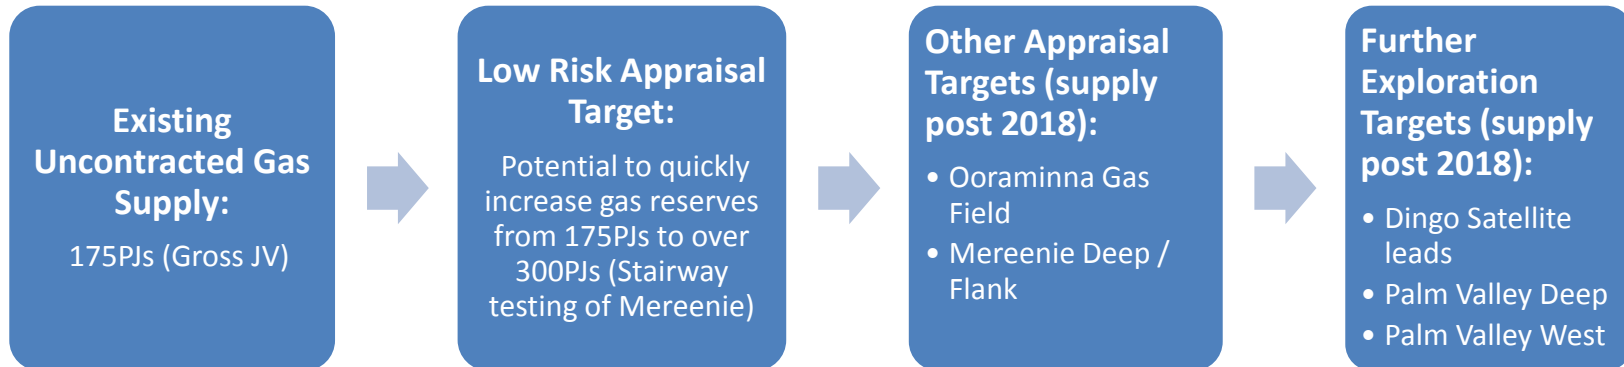 Existing
Uncontracted Gas
Supply:
175PJs (Gross JV)
Low Risk Appraisal
Target:
Potential to quickly
increase gas reserves
from 175PJs to over
300PJs (Stairway
testing of Mereenie)
Other Appraisal
Targets (supply
post 2018):
• Ooraminna Gas
Field
• Mereenie Deep /
Flank
Further
Exploration
Targets (supply
post 2018):
• Dingo Satellite
leads
• Palm Valley Deep
• Palm Valley West